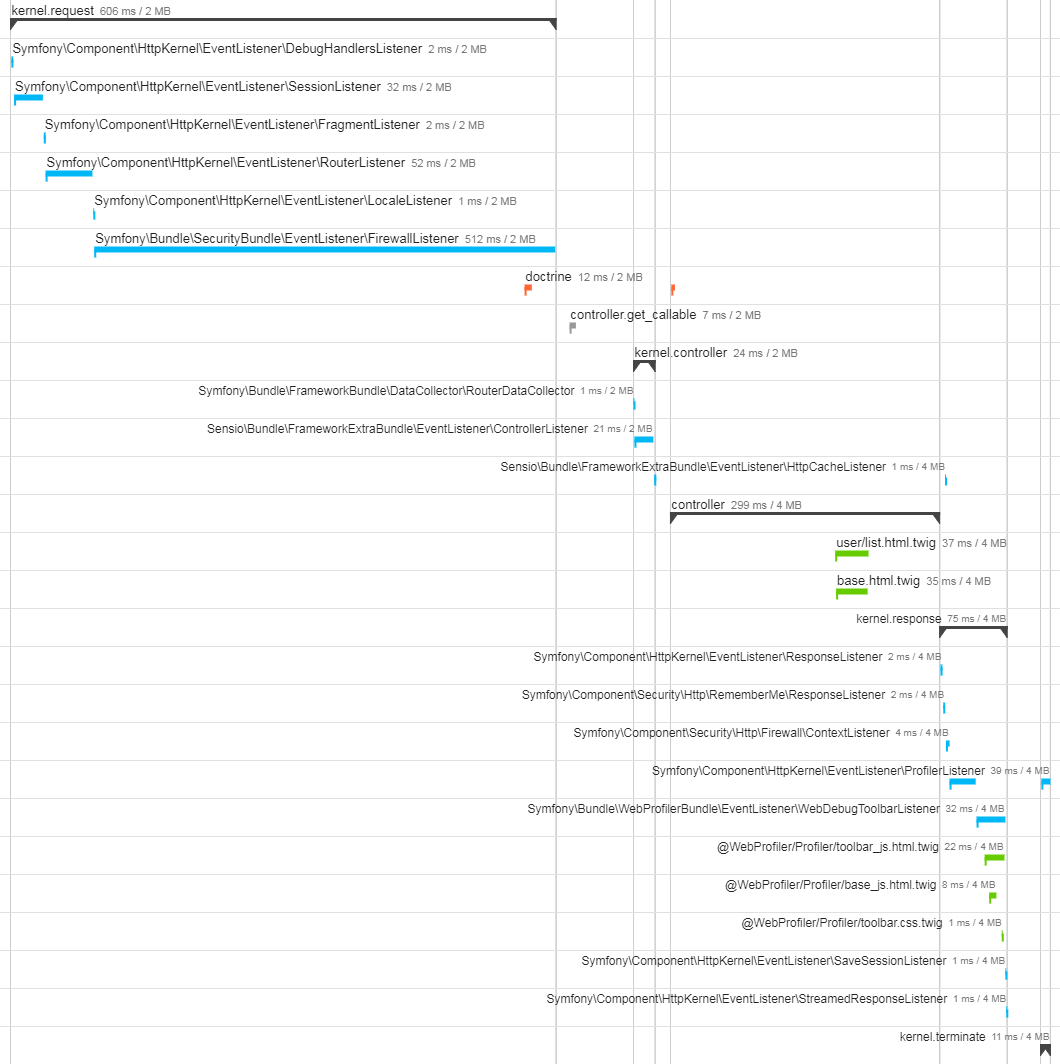 kernel.request 606 ms / 2 MB
Symfony\Component\HttpKernel\EventListener\DebugHandlersListener 2 ms / 2 MB
Symfony\Component\HttpKernel\EventListener\SessionListener 32 ms / 2 MB
Symfony\Component\HttpKernel\EventListener\FragmentListener 2 ms / 2 MB
Symfony\Component\HttpKernel\EventListener\RouterListener 52 ms / 2 MB
Symfony\Component\HttpKernel\EventListener\LocaleListener 1 ms / 2 MB
Symfony\Bundle\SecurityBundle\EventListener\FirewallListener 512 ms / 2 MB
doctrine 12 ms / 2 MB
controller.get_callable 7 ms / 2 MB
kernel.controller 24 ms / 2 MB
Symfony\Bundle\FrameworkBundle\DataCollector\RouterDataCollector 1 ms / 2 MB
Sensio\Bundle\FrameworkExtraBundle\EventListener\ControllerListener 21 ms / 2 MB
Sensio\Bundle\FrameworkExtraBundle\EventListener\HttpCacheListener 1 ms / 4 MB
controller 299 ms / 4 MB
user/list.html.twig 37 ms / 4 MB
base.html.twig 35 ms / 4 MB
kernel.response 75 ms / 4 MB
Symfony\Component\HttpKernel\EventListener\ResponseListener 2 ms / 4 MB
Symfony\Component\Security\Http\RememberMe\ResponseListener 2 ms / 4 MB
Symfony\Component\Security\Http\Firewall\ContextListener 4 ms / 4 MB
Symfony\Component\HttpKernel\EventListener\ProfilerListener 39 ms / 4 MB
Symfony\Bundle\WebProfilerBundle\EventListener\WebDebugToolbarListener 32 ms / 4 MB
@WebProfiler/Profiler/toolbar_js.html.twig 22 ms / 4 MB
@WebProfiler/Profiler/base_js.html.twig 8 ms / 4 MB
@WebProfiler/Profiler/toolbar.css.twig 1 ms / 4 MB
Symfony\Component\HttpKernel\EventListener\SaveSessionListener 1 ms / 4 MB
Symfony\Component\HttpKernel\EventListener\StreamedResponseListener 1 ms / 4 MB
kernel.terminate 11 ms / 4 MB